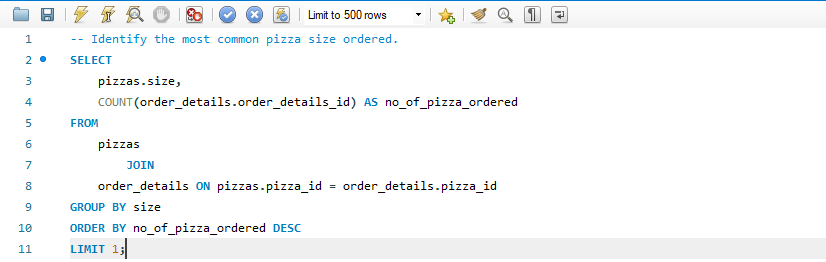 Limit to 500 rows
1 -- Identify the most common pizza size ordered.
2 SELECT
3 pizzas.size,
4 COUNT(order_details.order_details_id) AS no_of_pizza_ordered
5 FROM
6 pizzas
7 JOIN
8 order_details ON pizzas.pizza_id = order_details.pizza_id
9 GROUP BY size
10 ORDER BY no_of_pizza_ordered DESC
11 LIMIT 1;